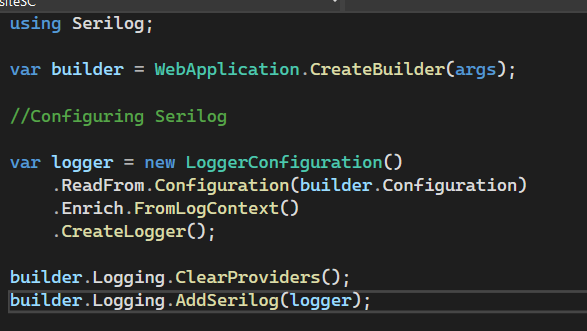 siteSC
using Serilog;
var builder = WebApplication.CreateBuilder(args);
//Configuring Serilog
var logger = new LoggerConfiguration()
.ReadFrom.Configuration(builder.Configuration)
.Enrich.FromLogContext()
.CreateLogger();
builder.Logging.ClearProviders();
builder.Logging.AddSerilog(logger);